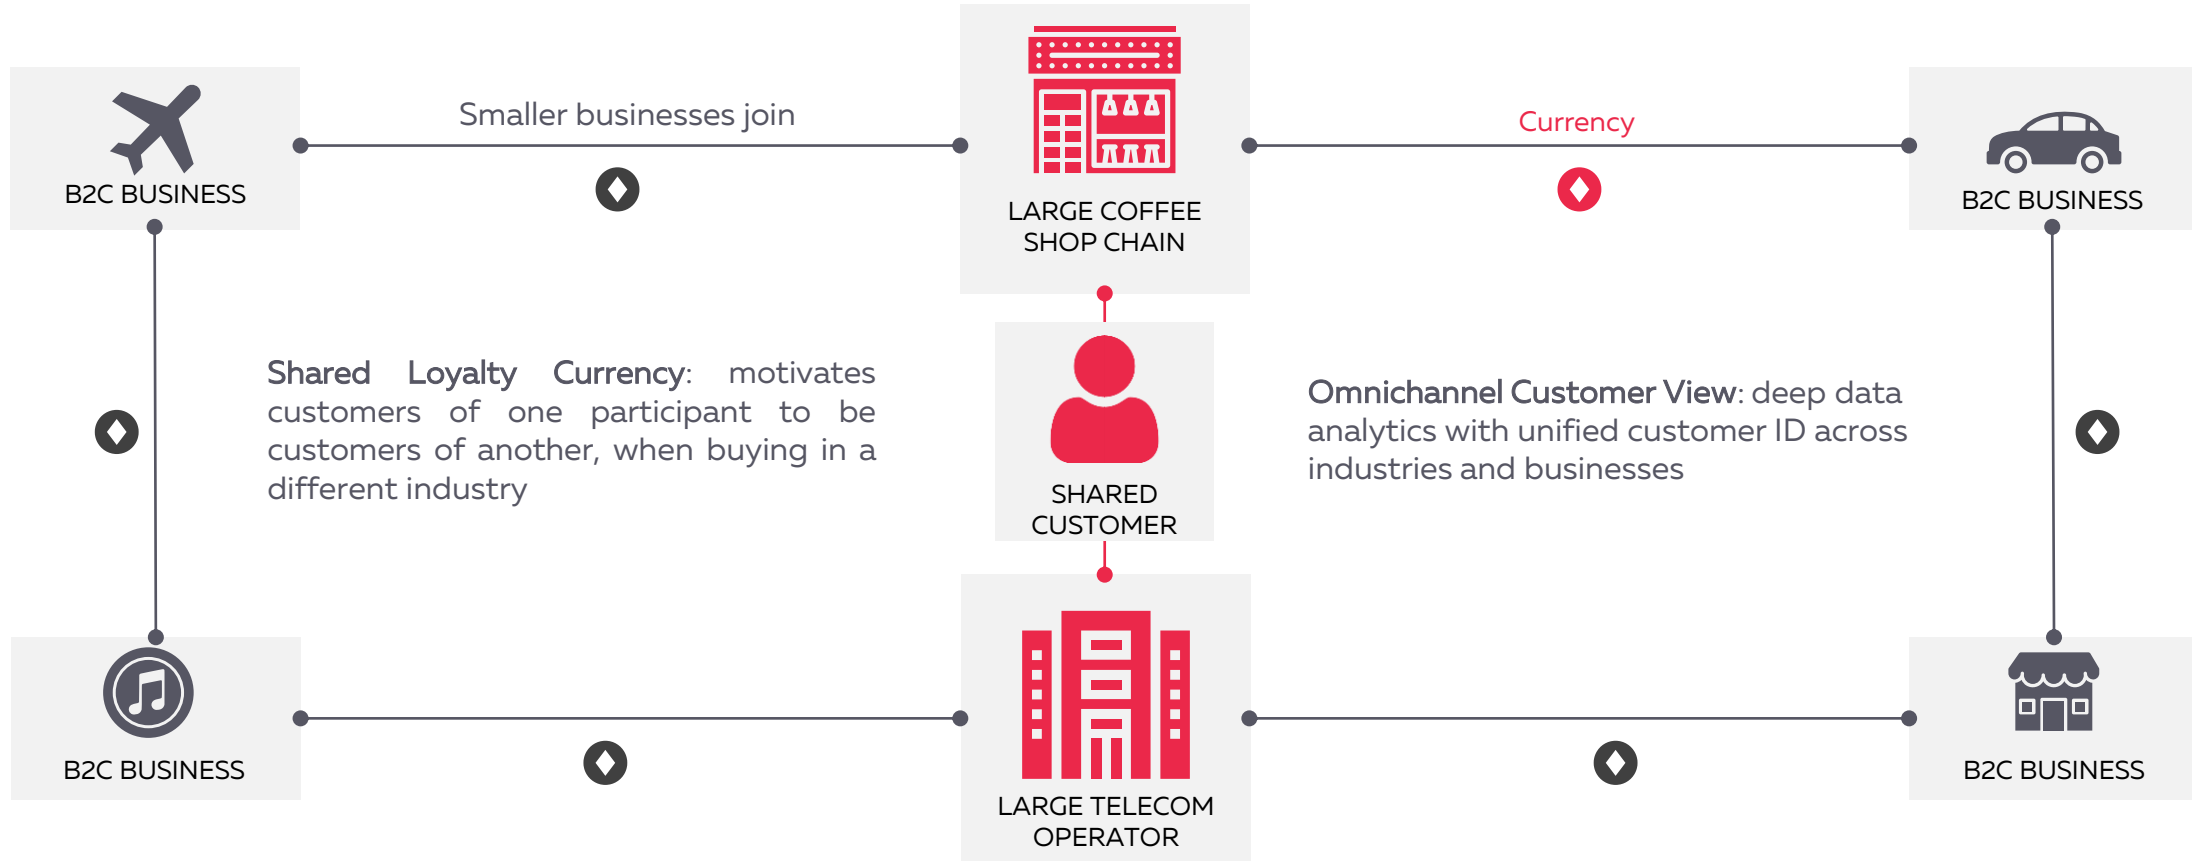 Smaller businesses join
Currency
B2C BUSINESS
LARGE COFFEE
SHOP CHAIN
B2C BUSINESS
Shared Loyalty Currency: motivates
customers of one participant to be
customers of another, when buying in a
different industry
SHARED
CUSTOMER
Omnichannel Customer View: deep data
analytics with unified customer ID across
industries and businesses
B2C BUSINESS
LARGE TELECOM
OPERATOR
B2C BUSINESS